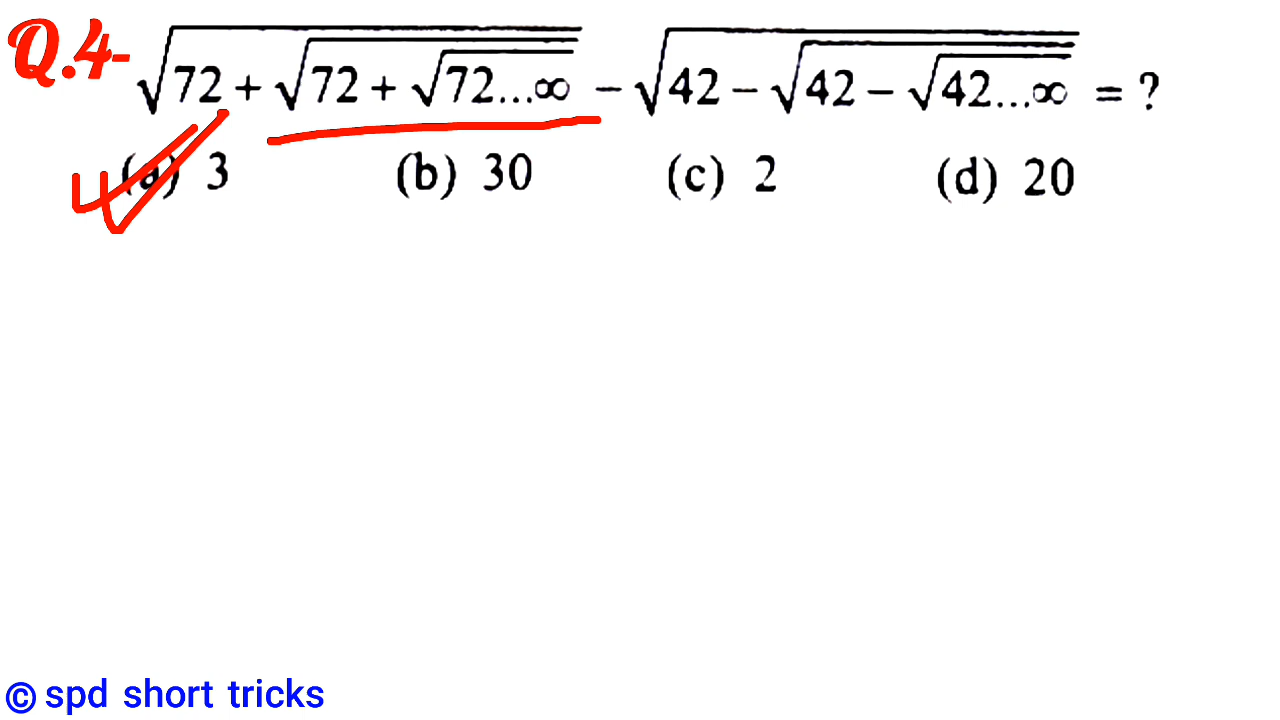 Q.4- √72 + √72 + √72...∞ − √42 − √42 − √42...∞ = ?
(a) 3 (b) 30 (c) 2 (d) 20
© spd short tricks